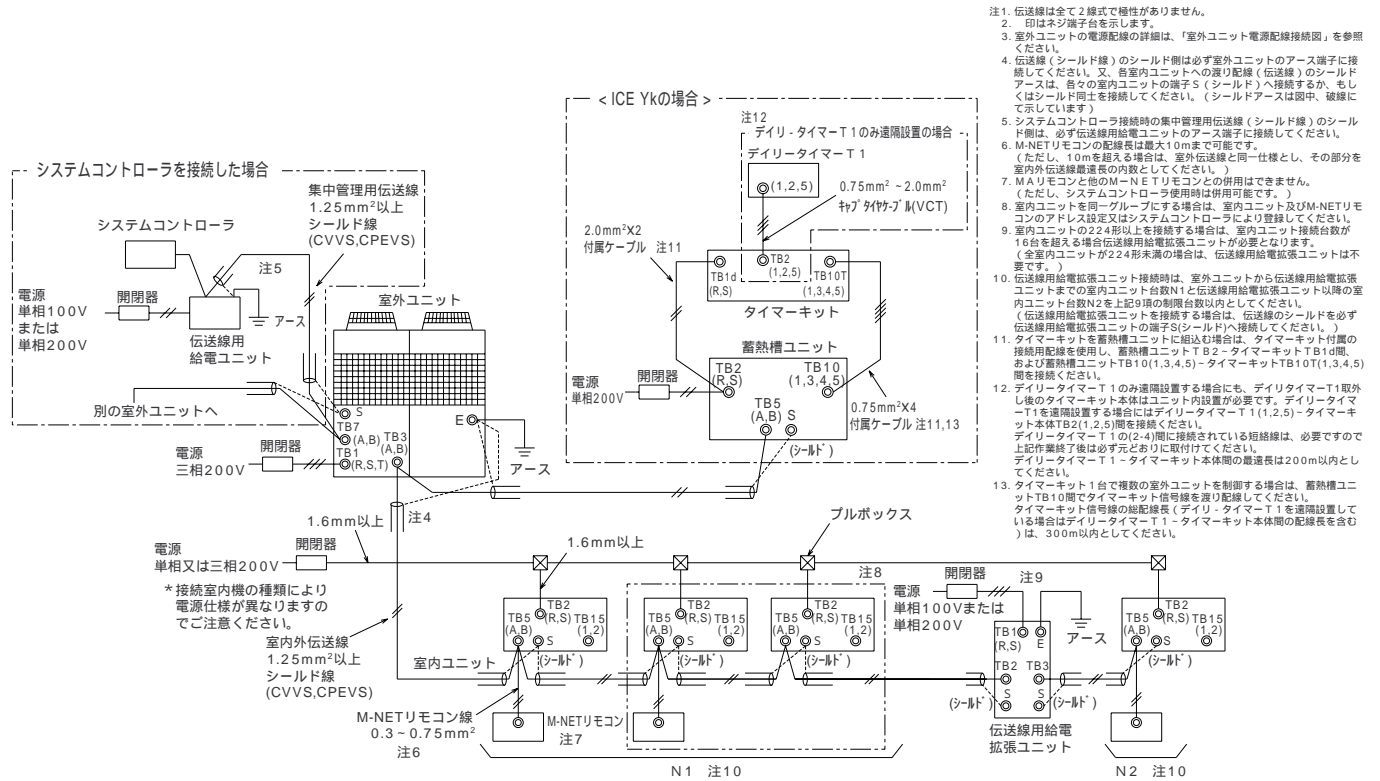 注1. 伝送線は全て２線式で極性がありません。
2. 印はネジ端子台を示します。
3. 室外ユニットの電源配線の詳細は、「室外ユニット電源配線接続図」を参照
ください。
4. 伝送線（シールド線）のシールド側は必ず室外ユニットのアース端子に接
続してください。又、各室内ユニットへの渡り配線（伝送線）のシールド
アースは、各々の室内ユニットの端子Ｓ（シールド）へ接続するか、もし
くはシールド同士を接続してください。（シールドアースは図中、破線に
て示しています）
5. システムコントローラ接続時の集中管理用伝送線（シールド線）のシール
ド側は、必ず伝送線用給電ユニットのアース端子に接続してください。
6. M-NETリモコンの配線長は最大10mまで可能です。
（ただし、10mを超える場合は、室外伝送線と同一仕様とし、その部分を
室内外伝送線最遠長の内数としてください。）
7. ＭＡリモコンと他のＭーＮＥＴリモコンとの併用はできません。
（ただし、システムコントローラ使用時は併用可能です。）
8. 室内ユニットを同一グループにする場合は、室内ユニット及びM-NETリモ
コンのアドレス設定又はシステムコントローラにより登録してください。
9. 室内ユニットの２２４形以上を接続する場合は、室内ユニット接続台数が
１６台を超える場合伝送線用給電拡張ユニットが必要となります。
（全室内ユニットが２２４形未満の場合は、伝送線用給電拡張ユニットは不
要です。）
10. 伝送線用給電拡張ユニット接続時は、室外ユニットから伝送線用給電拡張
ユニットまでの室内ユニット台数N1と伝送線用給電拡張ユニット以降の室
内ユニット台数N2を上記9項の制限台数以内としてください。
（伝送線用給電拡張ユニットを接続する場合は、伝送線のシールドを必ず
伝送線用給電拡張ユニットの端子S(シールド)へ接続してください。）
11. タイマーキットを蓄熱槽ユニットに組込む場合は、タイマーキット付属の
接続用配線を使用し、蓄熱槽ユニットＴＢ２~タイマーキットＴＢ1d間、
および蓄熱槽ユニットTB10(1,3,4,5)~タイマーキットTB10T(1,3,4,5)
間を接続ください。
12. デイリータイマーＴ１のみ遠隔設置する場合にも、デイリタイマーT1取外
し後のタイマーキット本体はユニット内設置が必要です。デイリータイマ
ーT1を遠隔設置する場合にはデイリータイマーＴ１(1,2,5)~タイマーキ
ット本体TB2(1,2,5)間を接続ください。
デイリータイマーＴ１の(2-4)間に接続されている短絡線は、必要ですので
上記作業終了後は必ず元どおりに取付けてください。
デイリータイマーＴ１~タイマーキット本体間の最遠長は200m以内とし
てください。
13. タイマーキット１台で複数の室外ユニットを制御する場合は、蓄熱槽ユニ
ットTB10間でタイマーキット信号線を渡り配線してください。
タイマーキット信号線の総配線長（デイリ‐タイマーＴ１を遠隔設置して
いる場合はデイリータイマーＴ１~タイマーキット本体間の配線長を含む
）は、300m以内としてください。
< ICE Ykの場合 >
注12
デイリ‐タイマーＴ１のみ遠隔設置の場合
デイリータイマーＴ１
(1,2,5)
0.75mm²~2.0mm²
ｷｬﾌﾞﾀｲﾔｹｰﾌﾞﾙ(VCT)
2.0mm²X2
付属ケーブル 注11
TB1d
(R,S)
TB2
(1,2,5)
TB10T
(1,3,4,5)
タイマーキット
蓄熱槽ユニット
TB2
(R,S)
TB10
(1,3,4,5)
TB5
(A,B)
S
(ｼｰﾙﾄﾞ)
電源
単相200V
開閉器
0.75mm²X4
付属ケーブル 注11,13
システムコントローラを接続した場合
集中管理用伝送線
1.25mm²以上
シールド線
(CVVS,CPEVS)
システムコントローラ
注5
電源
単相100V
または
単相200V
開閉器
アース
伝送線用
給電ユニット
室外ユニット
別の室外ユニットへ
S
TB7
(A,B)
TB3
(A,B)
TB1
(R,S,T)
E
アース
電源
三相200V
開閉器
注4
1.6mm以上
電源
単相又は三相200V
開閉器
＊接続室内機の種類により
電源仕様が異なりますの
でご注意ください。
室内外伝送線
1.25mm²以上
シールド線
(CVVS,CPEVS)
1.6mm以上
プルボックス
注8
TB5
(A,B)
TB2
(R,S)
TB15
(1,2)
S
(ｼｰﾙﾄﾞ)
TB5
(A,B)
TB2
(R,S)
TB15
(1,2)
S
(ｼｰﾙﾄﾞ)
TB5
(A,B)
TB2
(R,S)
TB15
(1,2)
S
(ｼｰﾙﾄﾞ)
室内ユニット
M-NETリモコン線
0.3~0.75mm²
注6
M-NETリモコン
注7
N1 注10
電源
単相100Vまたは
単相200V
開閉器
注9
アース
TB1
(R,S)
E
TB2
TB3
S
S
(ｼｰﾙﾄﾞ)
(ｼｰﾙﾄﾞ)
伝送線用給電
拡張ユニット
TB5
(A,B)
TB2
(R,S)
TB15
(1,2)
S
(ｼｰﾙﾄﾞ)
N2 注10